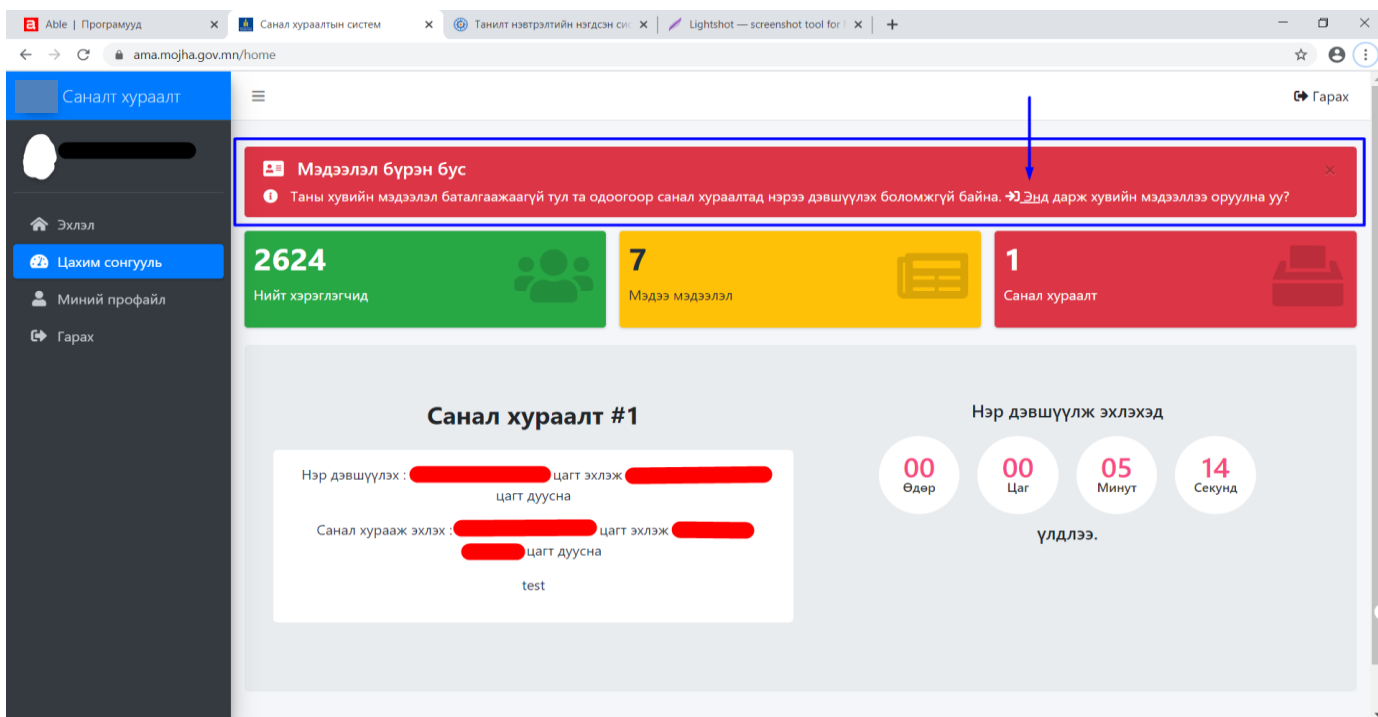 Able | Програмууд
Санал хураалтын систем
Танилт нэвтрэлтийн нэгдсэн сис
Lightshot — screenshot tool for
ama.mojha.gov.mn/home
Саналт хураалт
Гарах
Мэдээлэл бүрэн бус
Таны хувийн мэдээлэл баталгаажаагүй тул та одоогоор санал хураалтад нэрээ дэвшүүлэх боломжгүй байна. Энд дарж хувийн мэдээллээ оруулна уу?
Эхлэл
Цахим сонгууль
Миний профайл
Гарах
2624
Нийт хэрэглэгчид
7
Мэдээ мэдээлэл
1
Санал хураалт
Санал хураалт #1
Нэр дэвшүүлэх : цагт эхлэж
цагт дуусна
Санал хурааж эхлэх : цагт эхлэж
цагт дуусна
test
Нэр дэвшүүлж эхлэхэд
00 00 05 14
Өдөр Цаг Минут Секунд
үлдлээ.